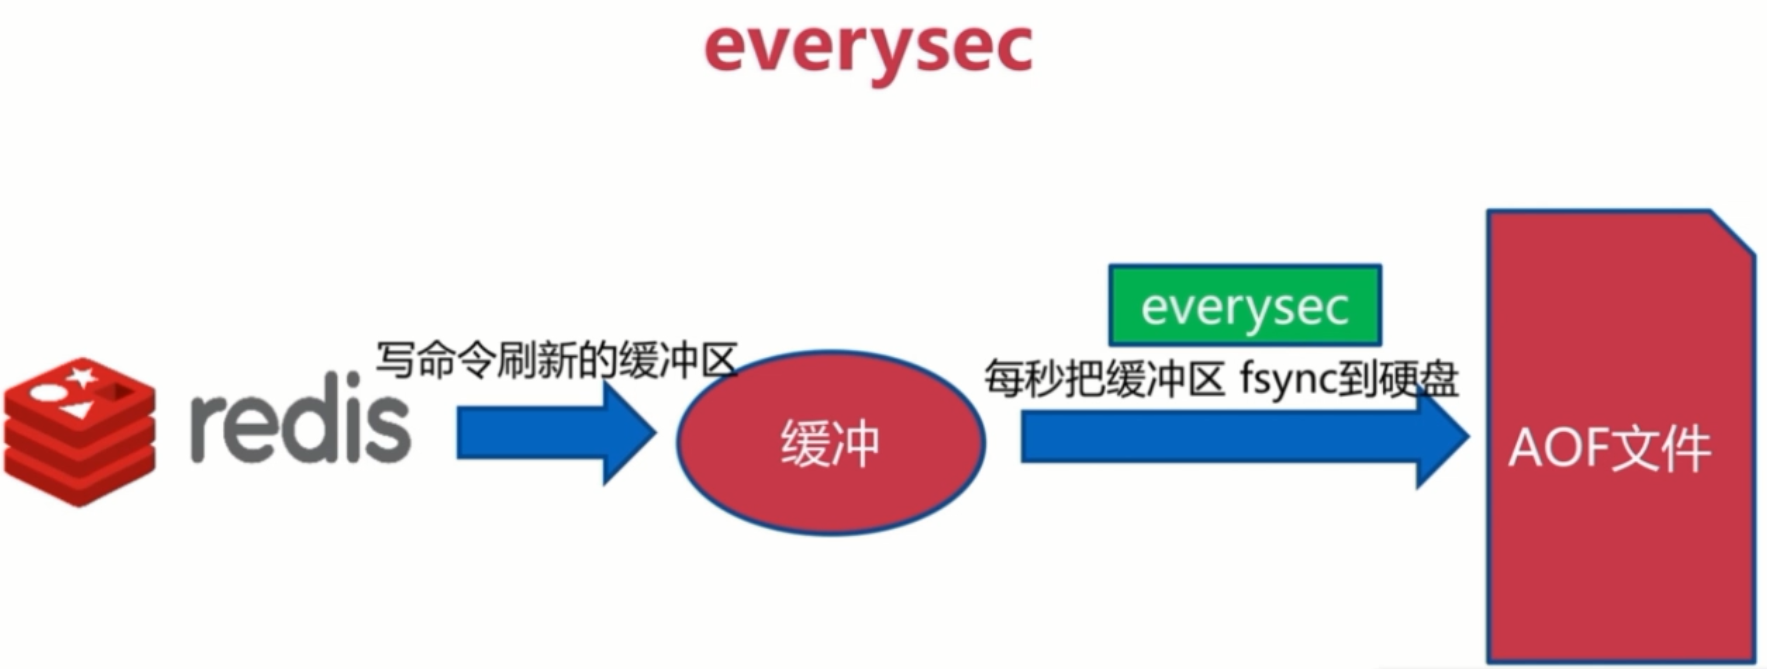 everysec
everysec
写命令刷新的缓冲区
每秒把缓冲区 fsync到硬盘
redis
缓冲
AOF文件